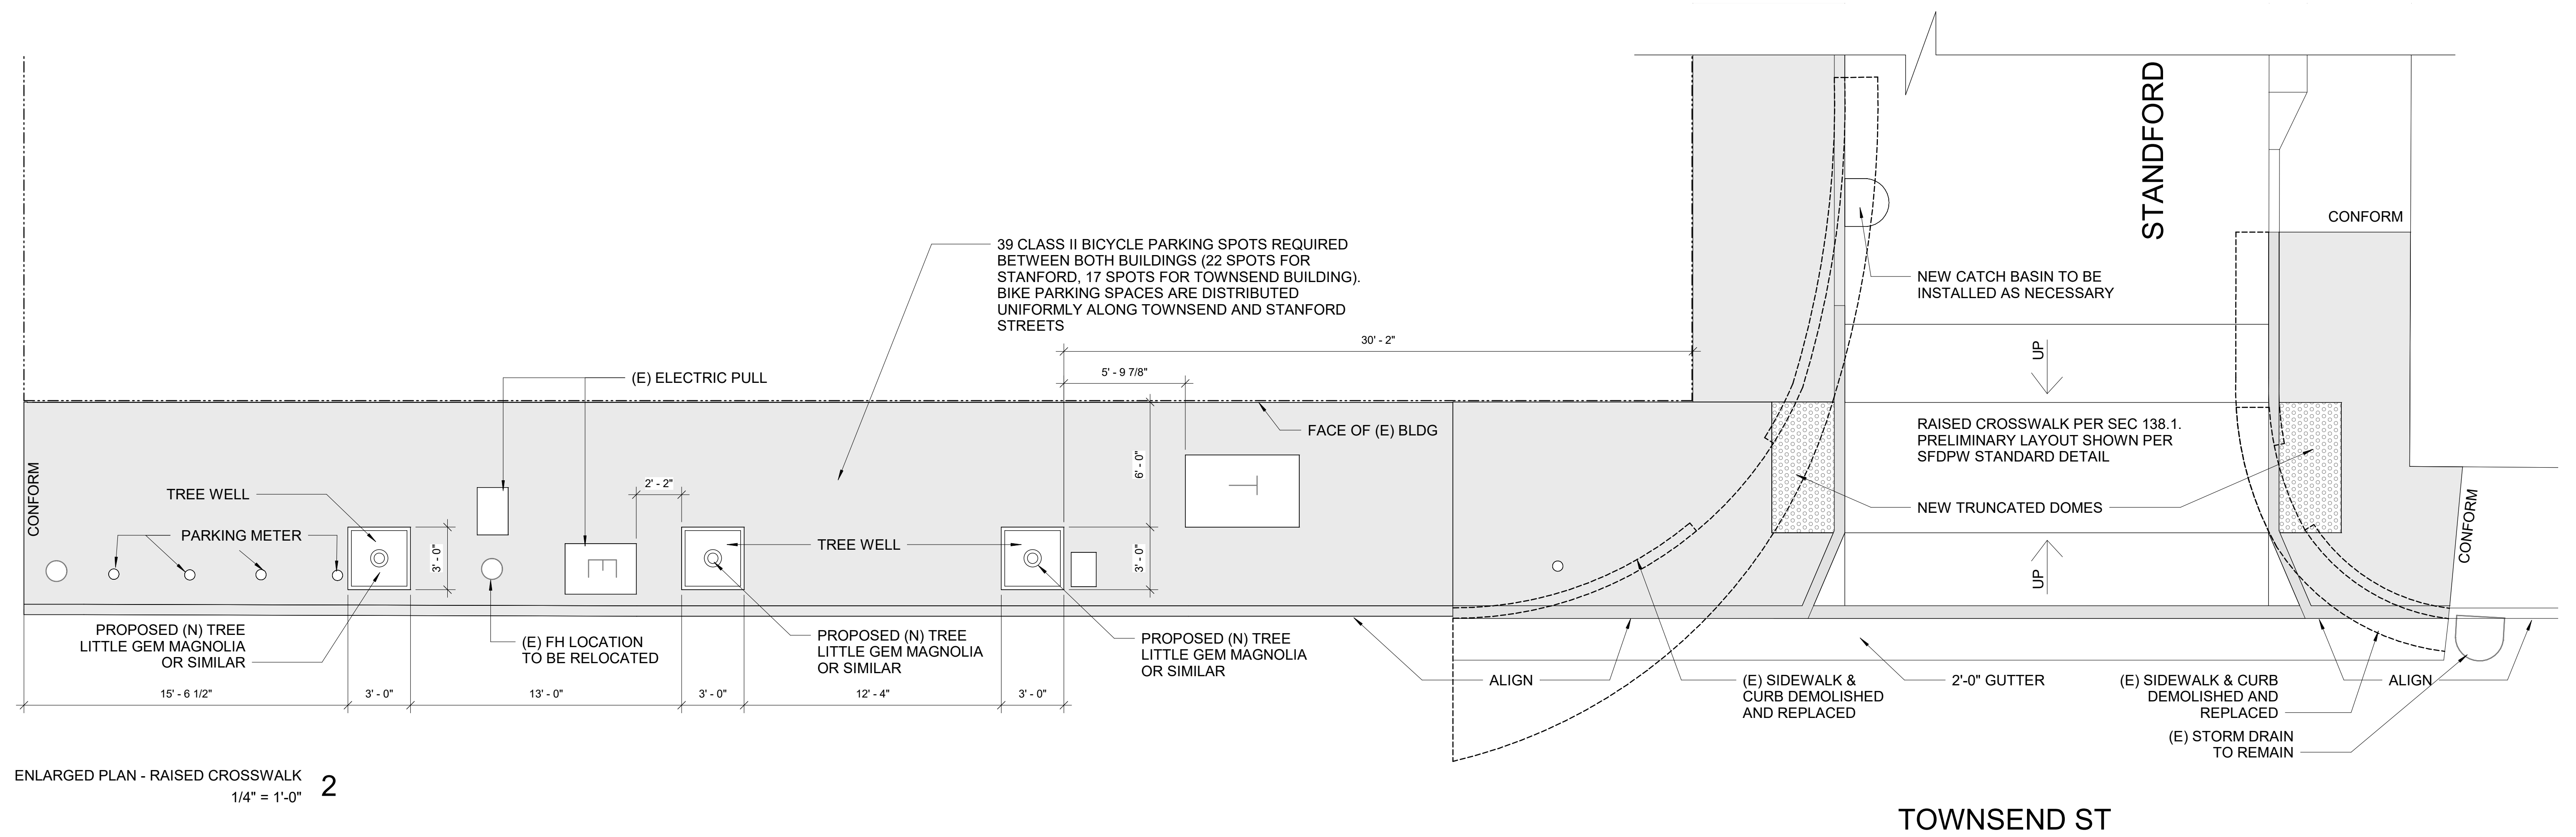 STANDFORD
CONFORM
39 CLASS II BICYCLE PARKING SPOTS REQUIRED
BETWEEN BOTH BUILDINGS (22 SPOTS FOR
STANFORD, 17 SPOTS FOR TOWNSEND BUILDING).
BIKE PARKING SPACES ARE DISTRIBUTED
UNIFORMLY ALONG TOWNSEND AND STANFORD
STREETS
NEW CATCH BASIN TO BE
INSTALLED AS NECESSARY
30' - 2"
UP
5' - 9 7/8"
(E) ELECTRIC PULL
FACE OF (E) BLDG
RAISED CROSSWALK PER SEC 138.1.
PRELIMINARY LAYOUT SHOWN PER
SFDPW STANDARD DETAIL
6' - 0"
CONFORM
TREE WELL
2' - 2"
T
NEW TRUNCATED DOMES
CONFORM
PARKING METER
3' - 0"
E
TREE WELL
3' - 0"
UP
PROPOSED (N) TREE
LITTLE GEM MAGNOLIA
OR SIMILAR
(E) FH LOCATION
TO BE RELOCATED
PROPOSED (N) TREE
LITTLE GEM MAGNOLIA
OR SIMILAR
PROPOSED (N) TREE
LITTLE GEM MAGNOLIA
OR SIMILAR
ALIGN
(E) SIDEWALK &
CURB DEMOLISHED
AND REPLACED
2'-0" GUTTER
(E) SIDEWALK & CURB
DEMOLISHED AND
REPLACED
ALIGN
(E) STORM DRAIN
TO REMAIN
15' - 6 1/2"
3' - 0"
13' - 0"
3' - 0"
12' - 4"
3' - 0"
ENLARGED PLAN - RAISED CROSSWALK
1/4" = 1'-0"
2
TOWNSEND ST